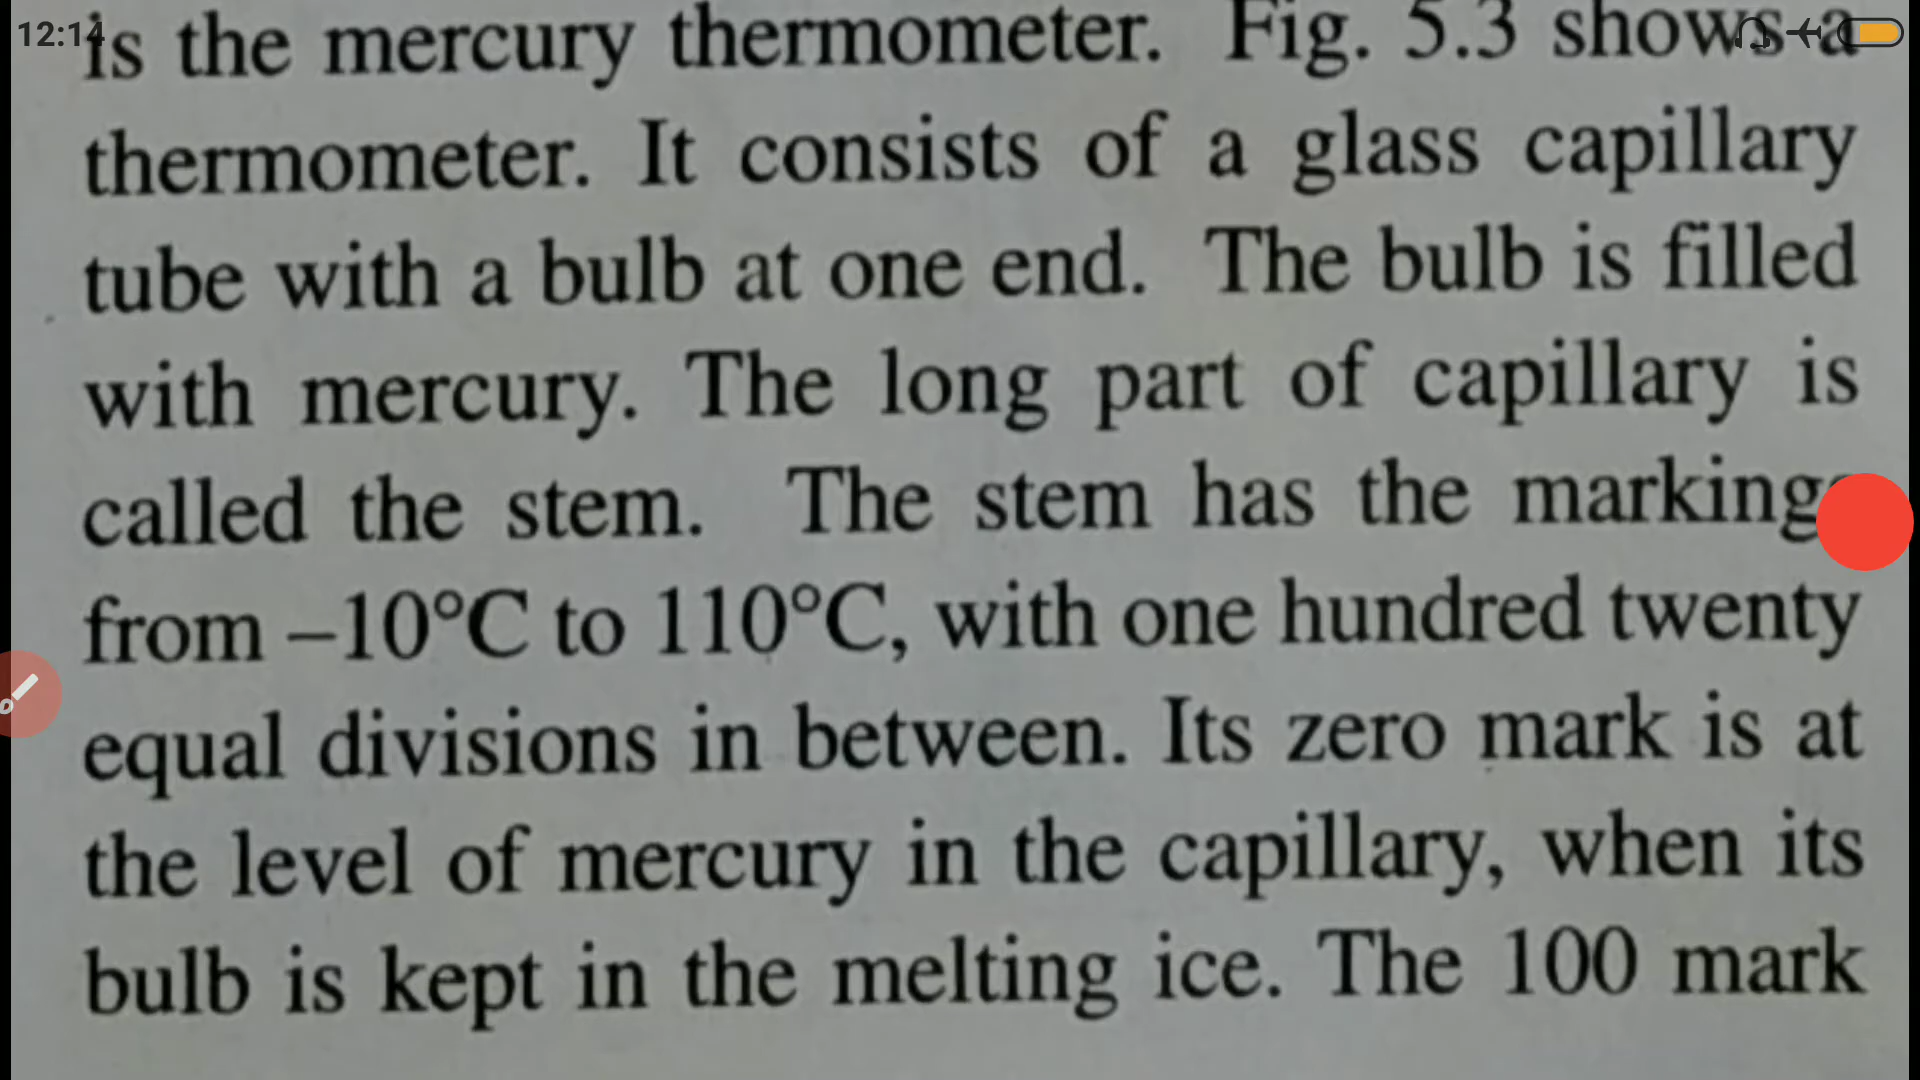 12:14
is the mercury thermometer. Fig. 5.3 shows a
thermometer. It consists of a glass capillary
tube with a bulb at one end. The bulb is filled
with mercury. The long part of capillary is
called the stem. The stem has the markings
from –10°C to 110°C, with one hundred twenty
equal divisions in between. Its zero mark is at
the level of mercury in the capillary, when its
bulb is kept in the melting ice. The 100 mark